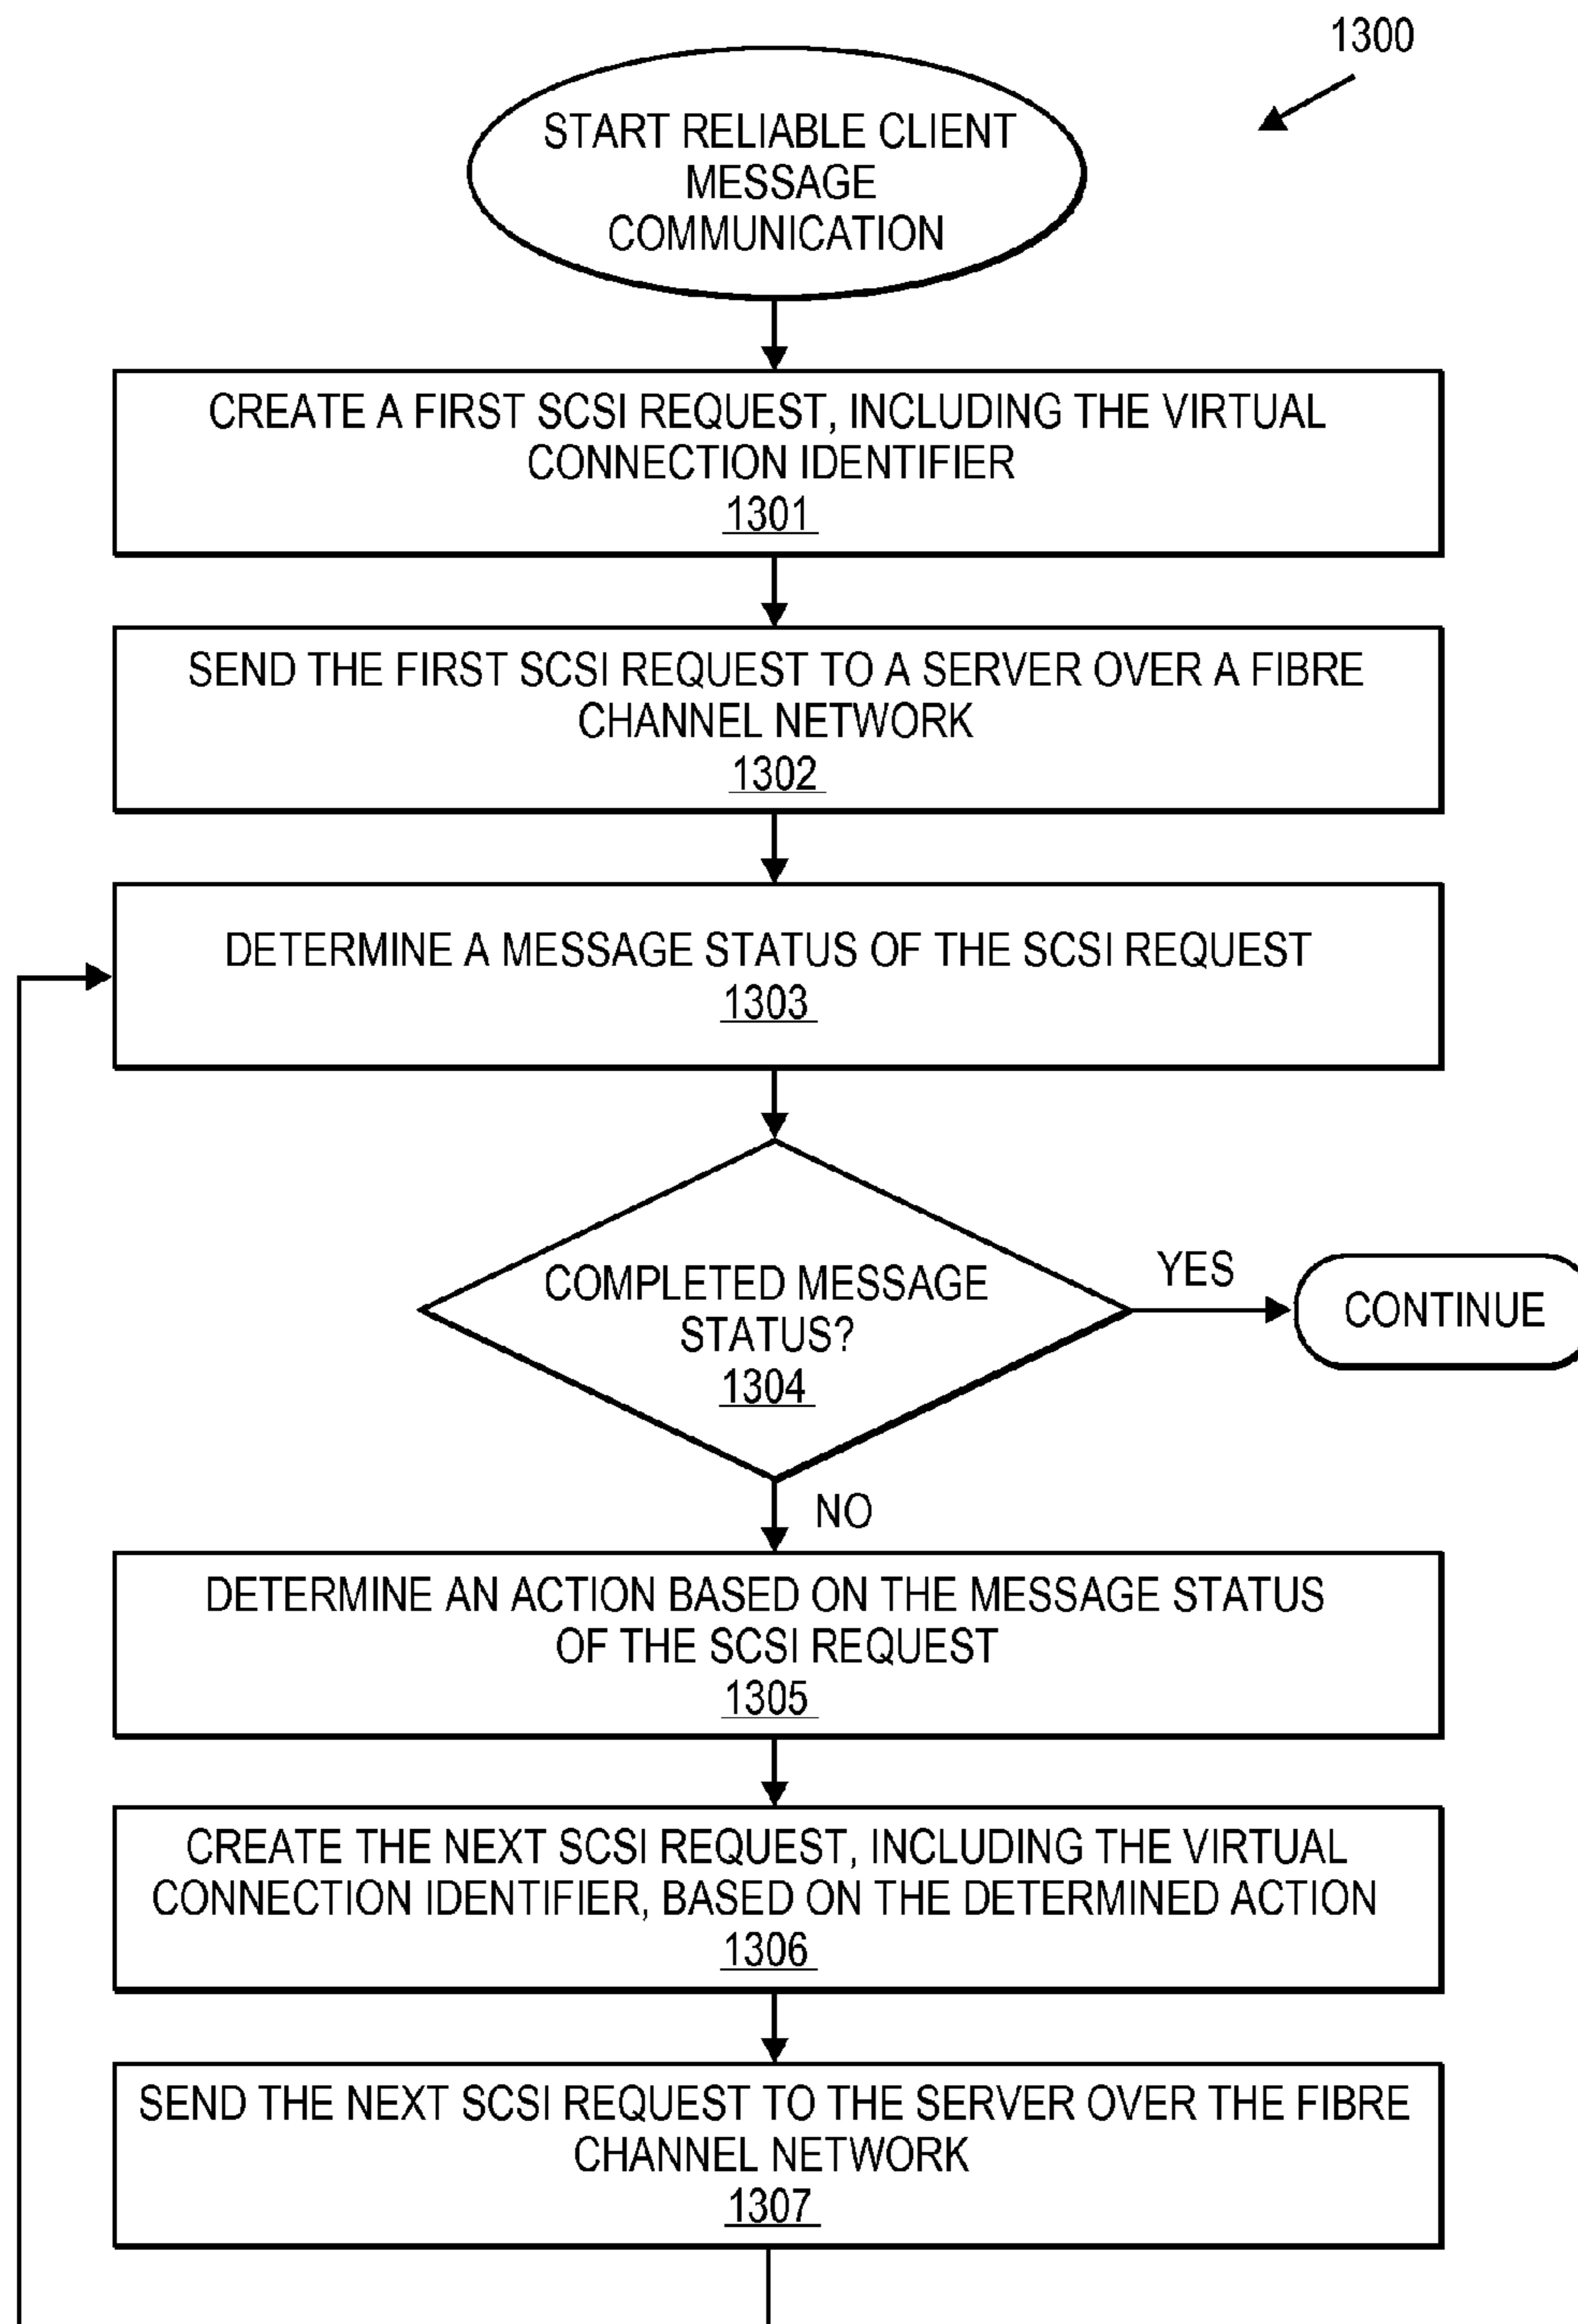 1300
START RELIABLE CLIENT
MESSAGE
COMMUNICATION
CREATE A FIRST SCSI REQUEST, INCLUDING THE VIRTUAL
CONNECTION IDENTIFIER
1301
SEND THE FIRST SCSI REQUEST TO A SERVER OVER A FIBRE
CHANNEL NETWORK
1302
DETERMINE A MESSAGE STATUS OF THE SCSI REQUEST
1303
COMPLETED MESSAGE
STATUS?
1304
YES
CONTINUE
NO
DETERMINE AN ACTION BASED ON THE MESSAGE STATUS
OF THE SCSI REQUEST
1305
CREATE THE NEXT SCSI REQUEST, INCLUDING THE VIRTUAL
CONNECTION IDENTIFIER, BASED ON THE DETERMINED ACTION
1306
SEND THE NEXT SCSI REQUEST TO THE SERVER OVER THE FIBRE
CHANNEL NETWORK
1307